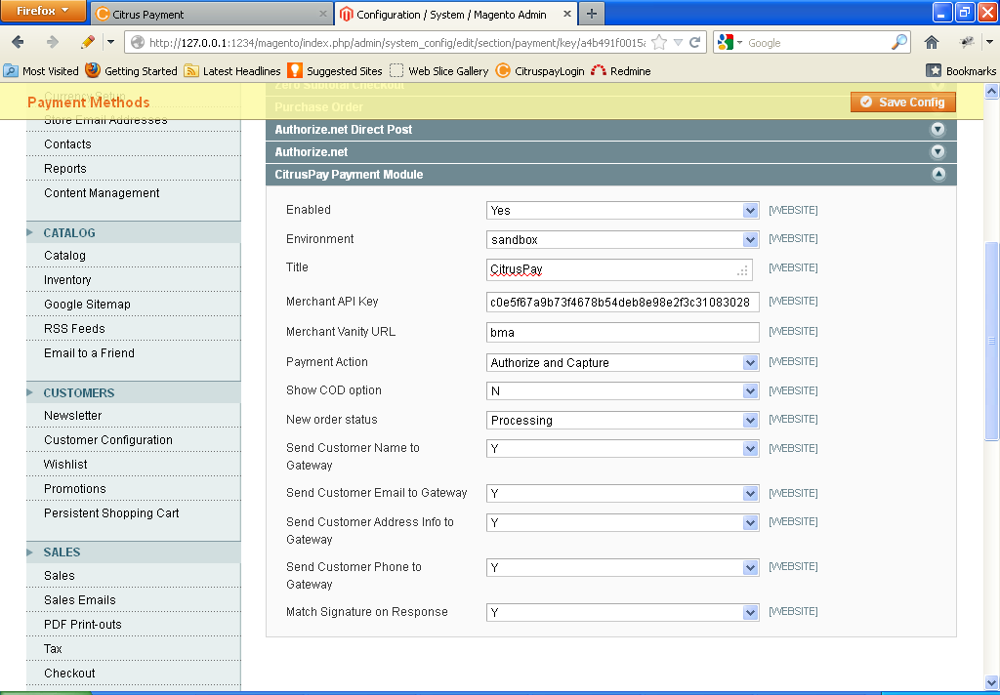 Firefox
Citrus Payment
Configuration / System / Magento Admin
http://127.0.0.1:1234/magento/index.php/admin/system_config/edit/section/payment/key/a4b491f0015
Google
Most Visited
Getting Started
Latest Headlines
Suggested Sites
Web Slice Gallery
CitruspayLogin
Redmine
Bookmarks
Currency Setup
Zero Subtotal Checkout
Payment Methods
Save Config
Purchase Order
Store Email Addresses
Authorize.net Direct Post
Contacts
Authorize.net
Reports
CitrusPay Payment Module
Content Management
Enabled Yes [WEBSITE]
CATALOG
Environment sandbox [WEBSITE]
Catalog
Title CitrusPay [WEBSITE]
Inventory
Merchant API Key c0e5f67a9b73f4678b54deb8e98e2f3c31083028 [WEBSITE]
Google Sitemap
RSS Feeds
Merchant Vanity URL bma [WEBSITE]
Email to a Friend
Payment Action Authorize and Capture [WEBSITE]
CUSTOMERS
Show COD option N [WEBSITE]
Newsletter
New order status Processing [WEBSITE]
Customer Configuration
Send Customer Name to Y [WEBSITE]
Gateway
Wishlist
Promotions
Send Customer Email to Gateway Y [WEBSITE]
Persistent Shopping Cart
Send Customer Address Info to Y [WEBSITE]
Gateway
SALES
Send Customer Phone to Y [WEBSITE]
Gateway
Sales
Sales Emails
Match Signature on Response Y [WEBSITE]
PDF Print-outs
Tax
Checkout